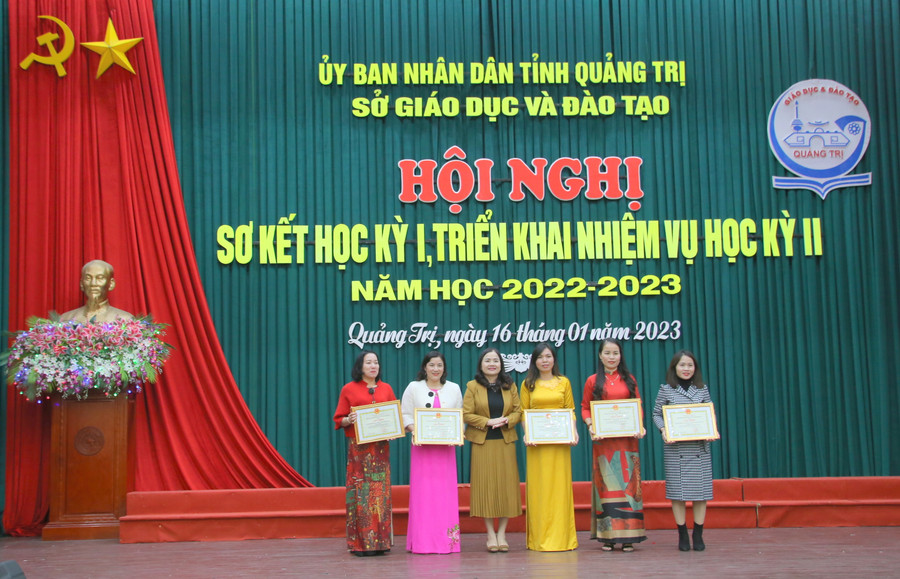 ỦY BAN NHÂN DÂN TỈNH QUẢNG TRỊ
SỞ GIÁO DỤC VÀ ĐÀO TẠO
GIÁO DỤC & ĐÀO TẠO
QUẢNG TRỊ
HỘI NGHỊ
SƠ KẾT HỌC KỲ I,TRIỂN KHAI NHIỆM VỤ HỌC KỲ II
NĂM HỌC 2022-2023
Quảng Trị, ngày 16 tháng 01 năm 2023